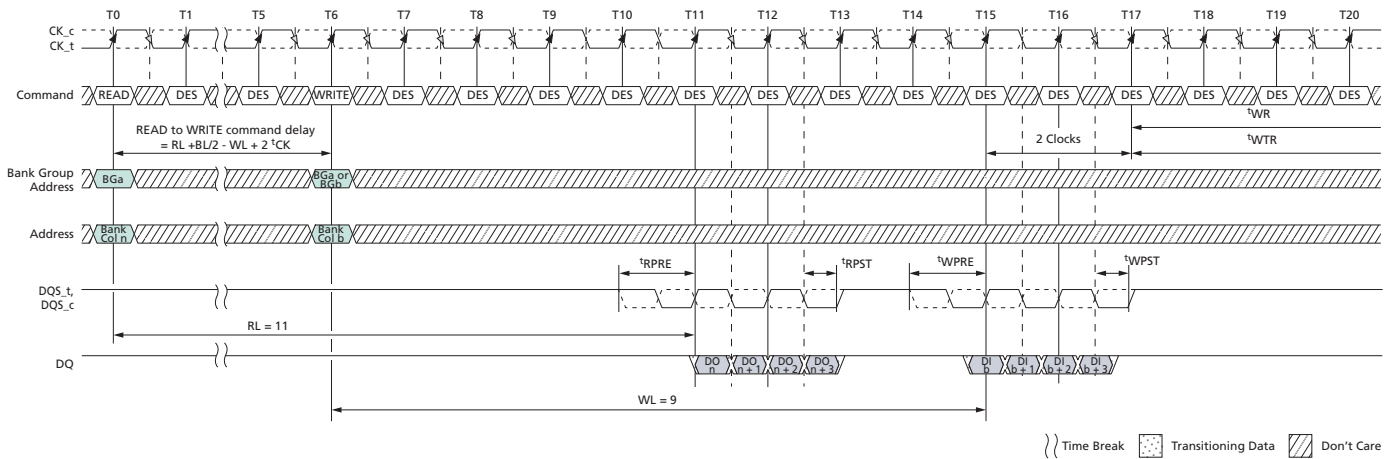 T0 T1 T5 T6 T7 T8 T9 T10 T11 T12 T13 T14 T15 T16 T17 T18 T19 T20
CK_c
CK_t
Command READ DES DES WRITE DES DES DES DES DES DES DES DES DES DES DES DES DES DES
tWR
READ to WRITE command delay
= RL +BL/2 - WL + 2 tCK
2 Clocks
tWTR
Bank Group
Address
BGa
BGa or
BGb
Address
Bank
Col n
Bank
Col b
tRPRE tRPST tWPRE tWPST
DQS_t,
DQS_c
RL = 11
DQ
DO
n
DO
n + 1
DO
n + 2
DO
n + 3
DI
b
DI
b + 1
DI
b + 2
DI
b + 3
WL = 9
Time Break Transitioning Data Don't Care